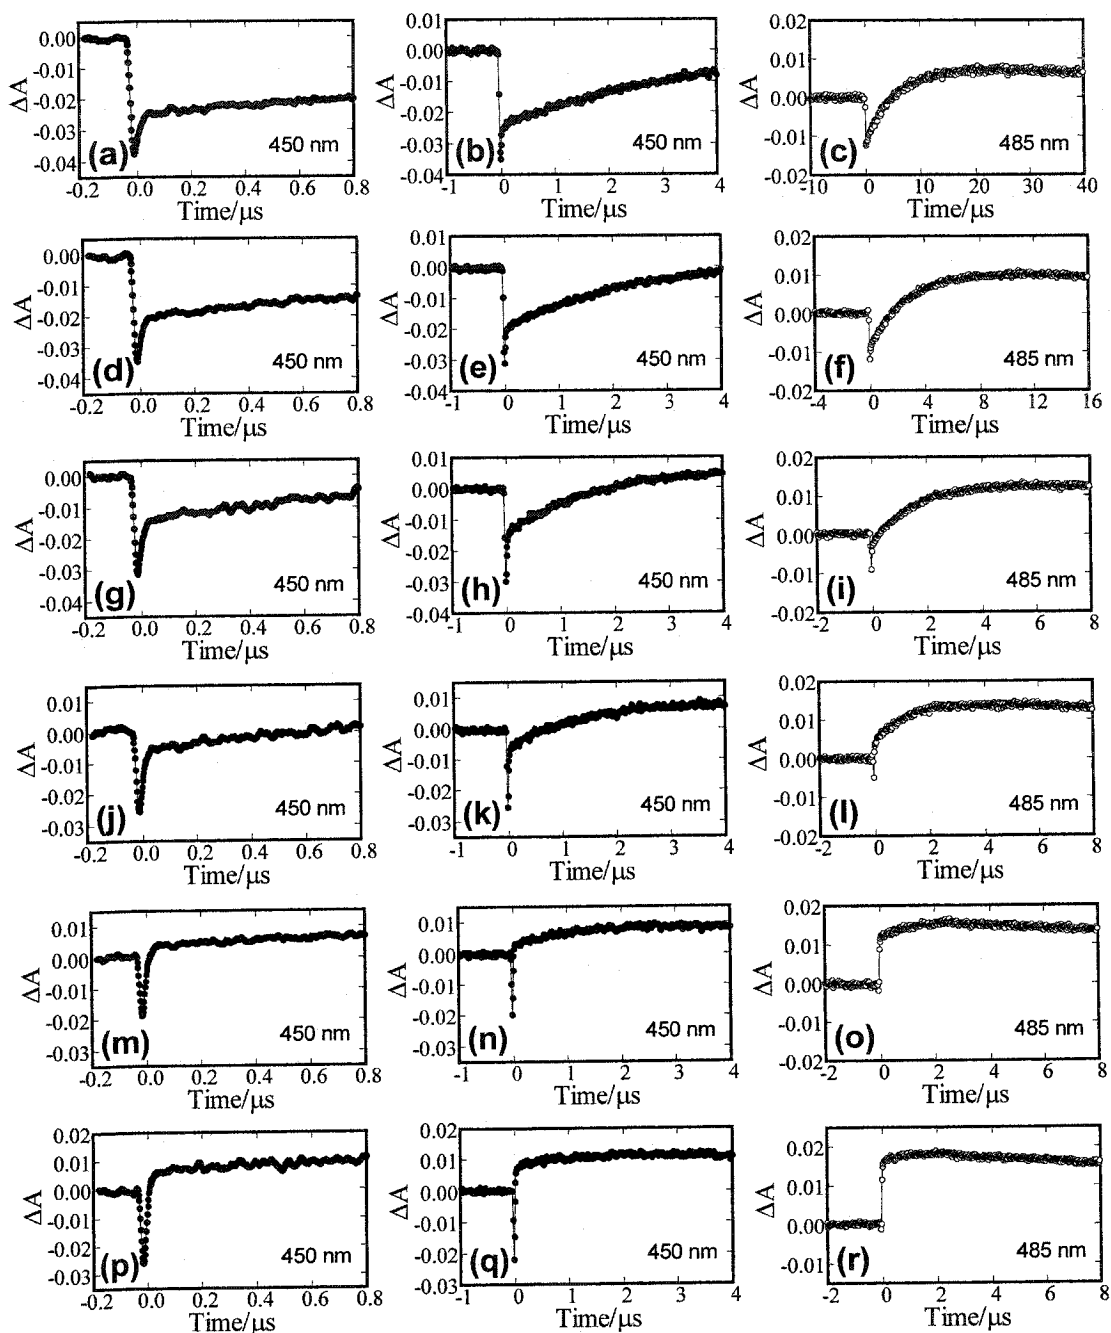 0.00 -0.01 -0.02 -0.03 -0.04 ΔA (a) 450 nm -0.2 0.0 0.2 0.4 0.6 0.8 Time/μs
0.01 0.00 -0.01 -0.02 -0.03 -0.04 ΔA (b) 450 nm -1 0 1 2 3 4 Time/μs
0.02 0.01 0.00 -0.01 -0.02 ΔA (c) 485 nm -10 0 10 20 30 40 Time/μs
0.00 -0.01 -0.02 -0.03 -0.04 ΔA (d) 450 nm -0.2 0.0 0.2 0.4 0.6 0.8 Time/μs
0.01 0.00 -0.01 -0.02 -0.03 -0.04 ΔA (e) 450 nm -1 0 1 2 3 4 Time/μs
0.02 0.01 0.00 -0.01 -0.02 ΔA (f) 485 nm -4 0 4 8 12 16 Time/μs
0.00 -0.01 -0.02 -0.03 -0.04 ΔA (g) 450 nm -0.2 0.0 0.2 0.4 0.6 0.8 Time/μs
0.01 0.00 -0.01 -0.02 -0.03 -0.04 ΔA (h) 450 nm -1 0 1 2 3 4 Time/μs
0.02 0.01 0.00 -0.01 -0.02 ΔA (i) 485 nm -2 0 2 4 6 8 Time/μs
0.01 0.00 -0.01 -0.02 -0.03 ΔA (j) 450 nm -0.2 0.0 0.2 0.4 0.6 0.8 Time/μs
0.01 0.00 -0.01 -0.02 -0.03 ΔA (k) 450 nm -1 0 1 2 3 4 Time/μs
0.02 0.01 0.00 -0.01 -0.02 ΔA (l) 485 nm -2 0 2 4 6 8 Time/μs
0.01 0.00 -0.01 -0.02 -0.03 ΔA (m) 450 nm -0.2 0.0 0.2 0.4 0.6 0.8 Time/μs
0.01 0.00 -0.01 -0.02 -0.03 ΔA (n) 450 nm -1 0 1 2 3 4 Time/μs
0.02 0.01 0.00 -0.01 -0.02 ΔA (o) 485 nm -2 0 2 4 6 8 Time/μs
0.02 0.01 0.00 -0.01 -0.02 -0.03 ΔA (p) 450 nm -0.2 0.0 0.2 0.4 0.6 0.8 Time/μs
0.02 0.01 0.00 -0.01 -0.02 -0.03 ΔA (q) 450 nm -1 0 1 2 3 4 Time/μs
0.02 0.01 0.00 -0.01 ΔA (r) 485 nm -2 0 2 4 6 8 Time/μs